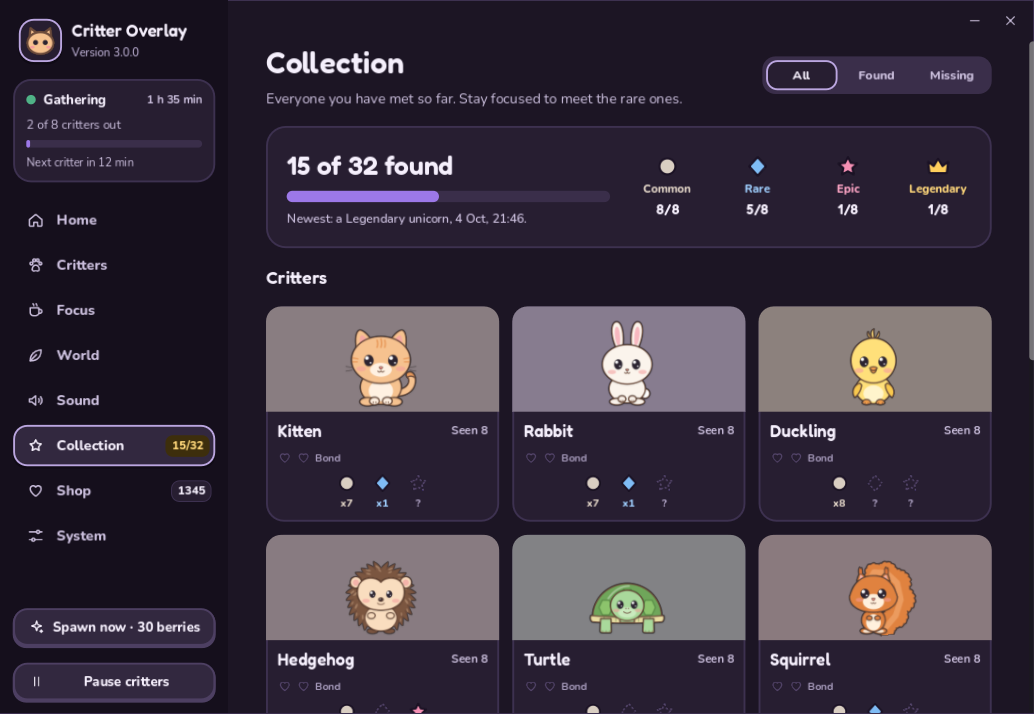 Critter Overlay
Version 3.0.0
Gathering 1 h 35 min
2 of 8 critters out
Next critter in 12 min
Home
Critters
Focus
World
Sound
Collection 15/32
Shop 1345
System
Spawn now · 30 berries
Pause critters
Collection
Everyone you have met so far. Stay focused to meet the rare ones.
All Found Missing
15 of 32 found
Newest: a Legendary unicorn, 4 Oct, 21:46.
Common Rare Epic Legendary
8/8 5/8 1/8 1/8
Critters
Kitten Seen 8
Bond
x7 x1 ?
Rabbit Seen 8
Bond
x7 x1 ?
Duckling Seen 8
Bond
x8 ? ?
Hedgehog Seen 8
Bond
Turtle Seen 8
Bond
Squirrel Seen 8
Bond